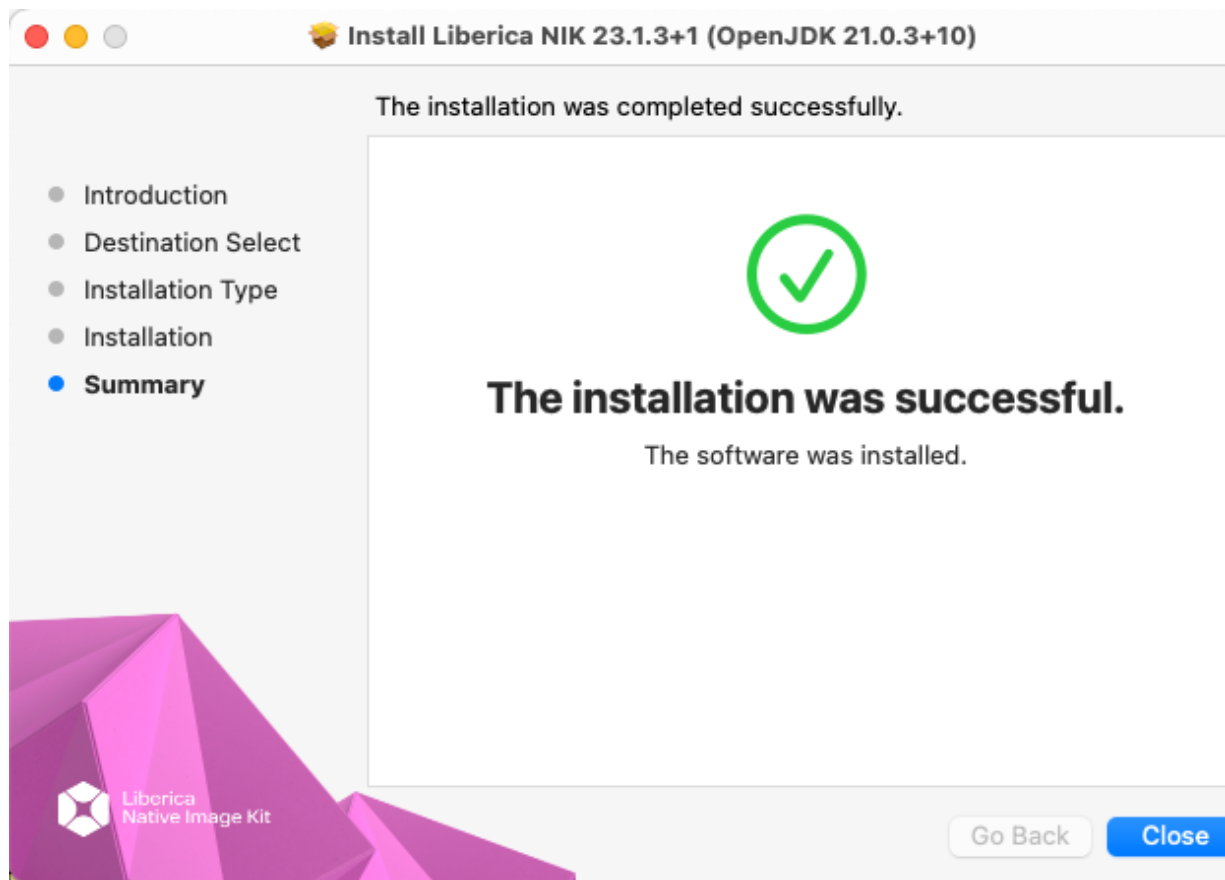 Install Liberica NIK 23.1.3+1 (OpenJDK 21.0.3+10)
The installation was completed successfully.
Introduction
Destination Select
Installation Type
Installation
Summary
The installation was successful.
The software was installed.
Liberica
Native Image Kit
Go Back
Close